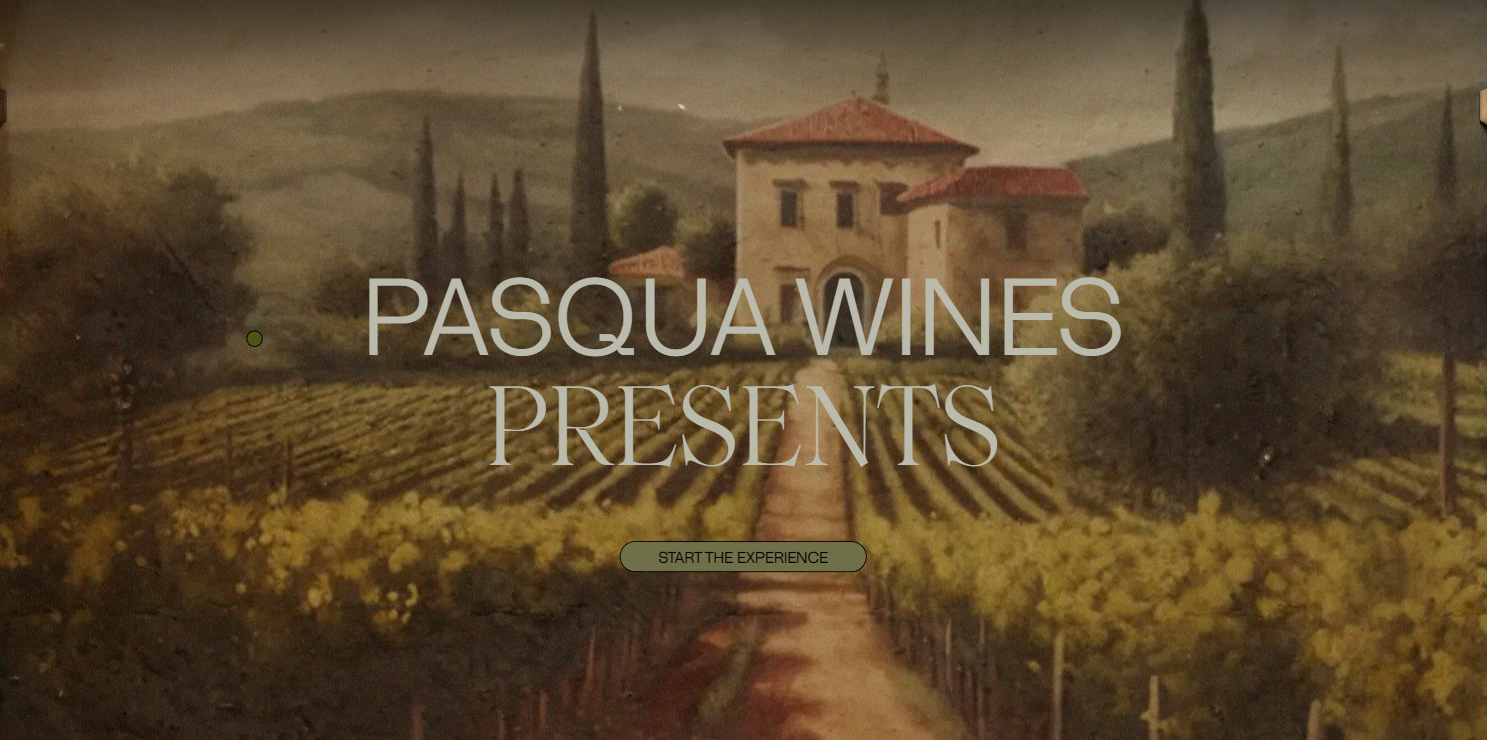 PASQUA WINES
PRESENTS
START THE EXPERIENCE